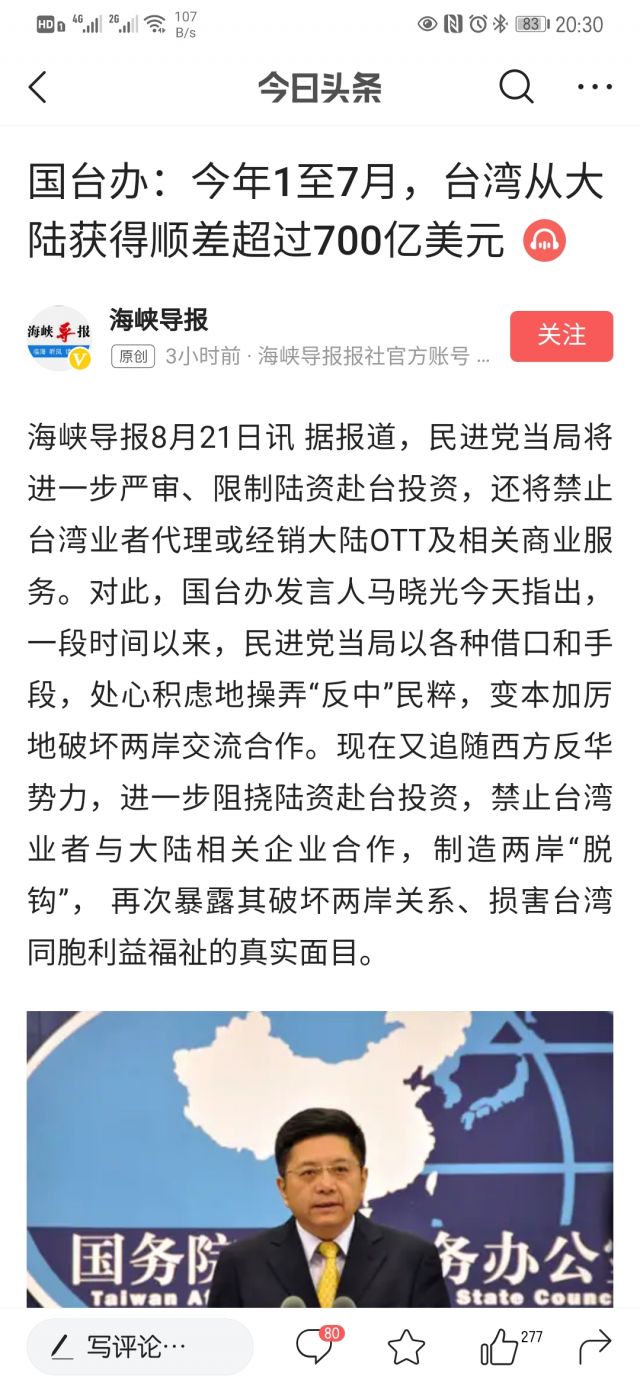 HD 1 4G 2G 107 B/s 83 20:30
今日头条
国台办：今年1至7月，台湾从大
陆获得顺差超过700亿美元
海峡导报
海峡导报
原创 3小时前 · 海峡导报报社官方账号 ...
关注
海峡导报8月21日讯 据报道，民进党当局将
进一步严审、限制陆资赴台投资，还将禁止
台湾业者代理或经销大陆OTT及相关商业服
务。对此，国台办发言人马晓光今天指出，
一段时间以来，民进党当局以各种借口和手
段，处心积虑地操弄“反中”民粹，变本加厉
地破坏两岸交流合作。现在又追随西方反华
势力，进一步阻挠陆资赴台投资，禁止台湾
业者与大陆相关企业合作，制造两岸“脱
钩”， 再次暴露其破坏两岸关系、损害台湾
同胞利益福祉的真实面目。
国务院 务办公室
Taiwan A State Counc
写评论...
80
277